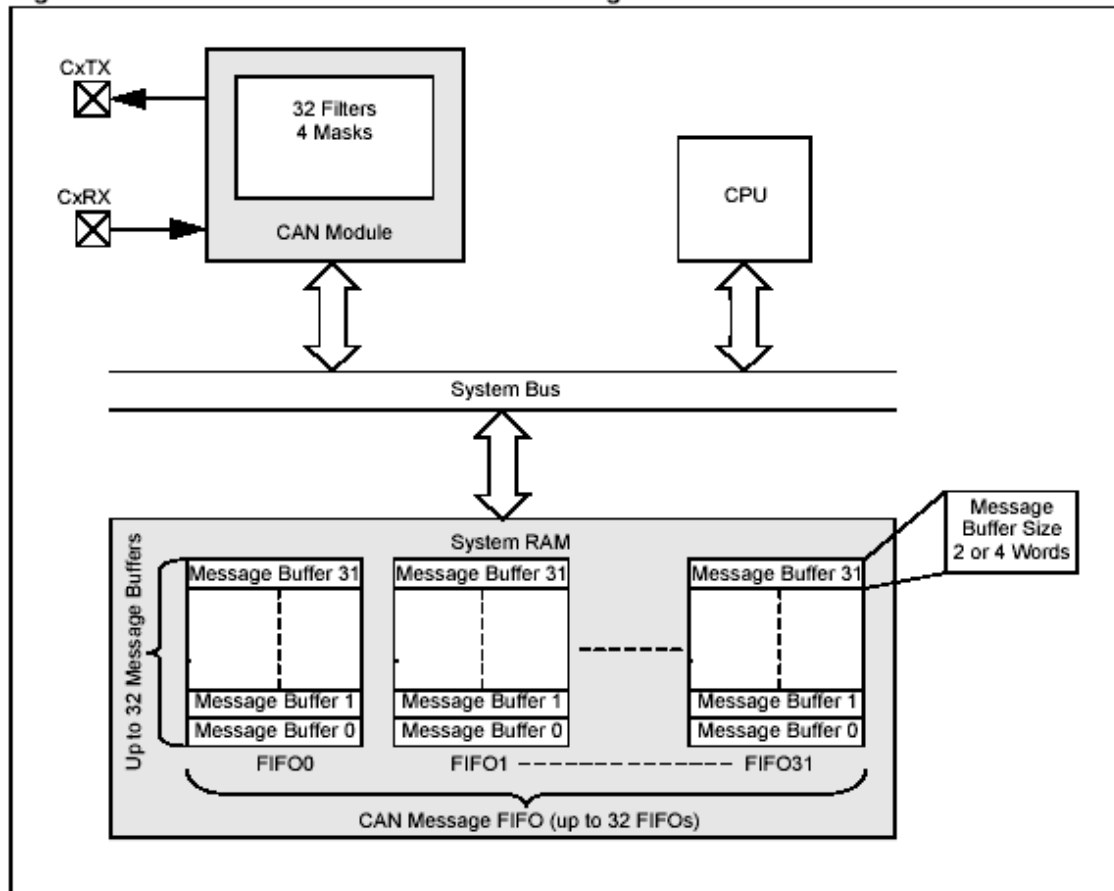 CxTX
32 Filters
4 Masks
CxRX
CAN Module
CPU
System Bus
System RAM
Message
Buffer Size
2 or 4 Words
Up to 32 Message Buffers
Message Buffer 31
Message Buffer 1
Message Buffer 0
FIFO0
Message Buffer 31
Message Buffer 1
Message Buffer 0
FIFO1
Message Buffer 31
Message Buffer 1
Message Buffer 0
FIFO31
CAN Message FIFO (up to 32 FIFOs)